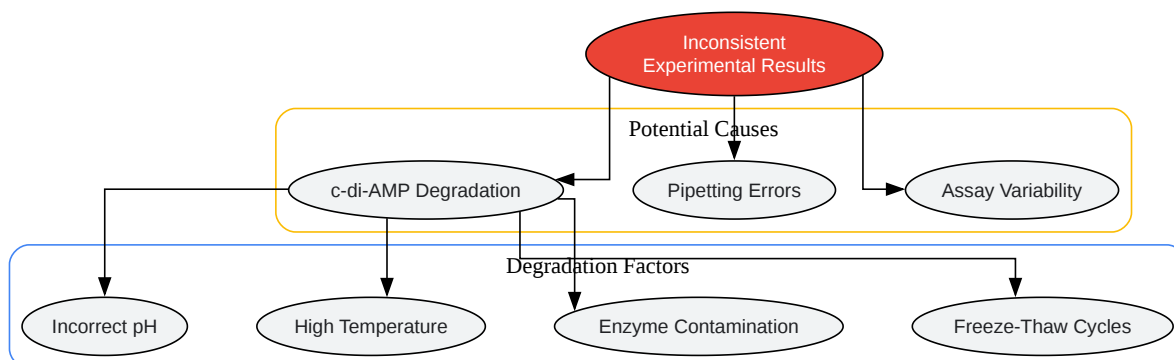 Inconsistent
Experimental Results
Potential Causes
c-di-AMP Degradation
Pipetting Errors
Assay Variability
Degradation Factors
Incorrect pH
High Temperature
Enzyme Contamination
Freeze-Thaw Cycles